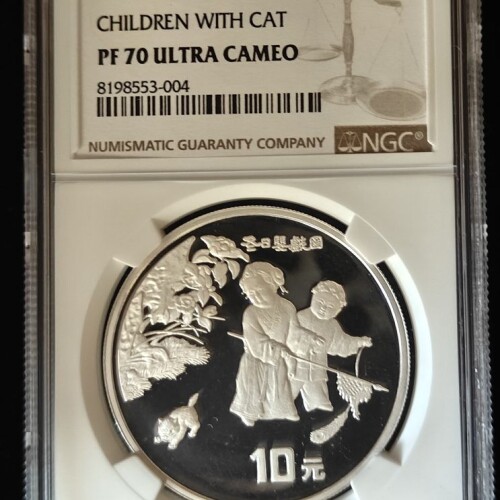 CHILDREN WITH CAT
PF 70 ULTRA CAMEO
8198553-004
NUMISMATIC GUARANTY COMPANY NGC®
冬日嬰戲圖
10元